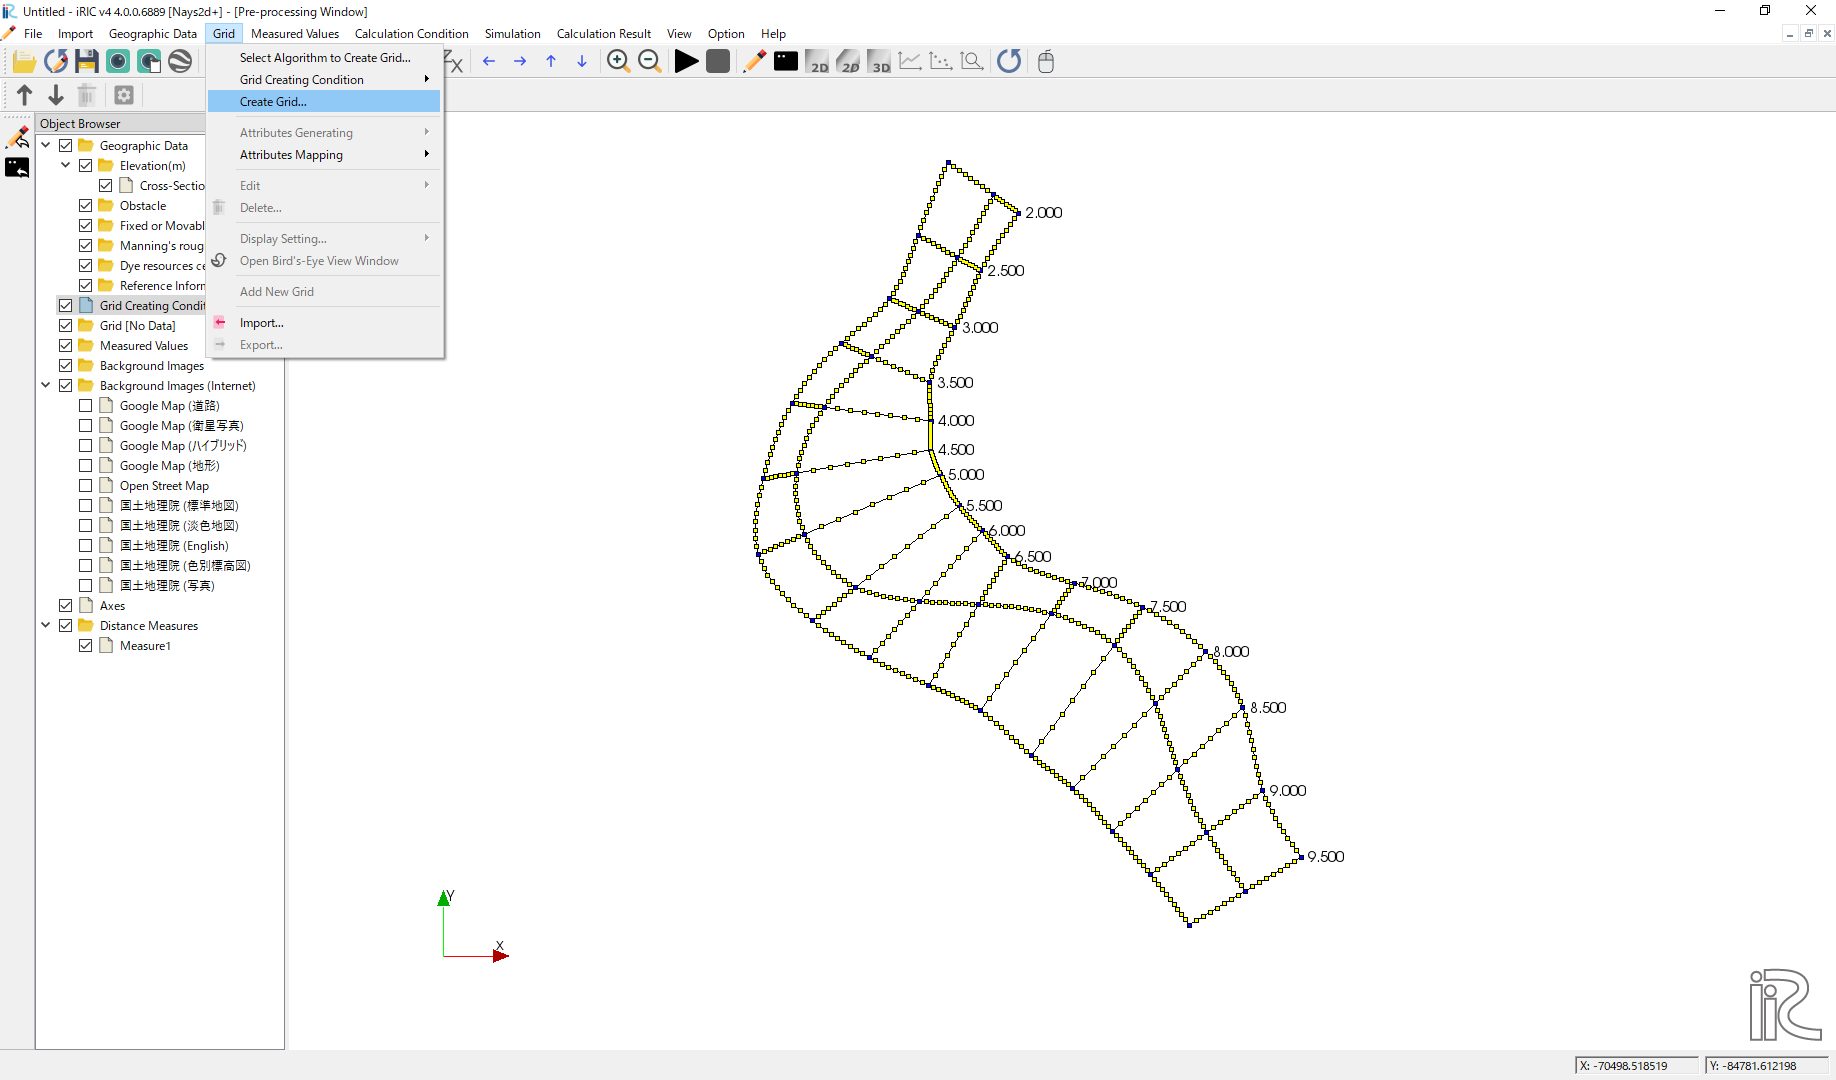 Untitled - iRIC v4 4.0.0.6889 [Nays2d+] - [Pre-processing Window]
File Import Geographic Data Grid Measured Values Calculation Condition Simulation Calculation Result View Option Help
Select Algorithm to Create Grid...
Grid Creating Condition
Create Grid...
Attributes Generating
Attributes Mapping
Edit
Delete...
Display Setting...
Open Bird's-Eye View Window
Add New Grid
Import...
Export...
2D 2D 3D
Object Browser
Geographic Data
Elevation(m)
Cross-Sectio
Obstacle
Fixed or Movabl
Manning's roug
Dye resources ce
Reference Inforn
Grid Creating Condit
Grid [No Data]
Measured Values
Background Images
Background Images (Internet)
Google Map (道路)
Google Map (衛星写真)
Google Map (ハイブリッド)
Google Map (地形)
Open Street Map
国土地理院 (標準地図)
国土地理院 (淡色地図)
国土地理院 (English)
国土地理院 (色別標高図)
国土地理院 (写真)
Axes
Distance Measures
Measure1
2.000
2.500
3.000
3.500
4.000
4.500
5.000
5.500
6.000
6.500
7.000
7.500
8.000
8.500
9.000
9.500
Y
X
iRIC
X: -70498.518519
Y: -84781.612198